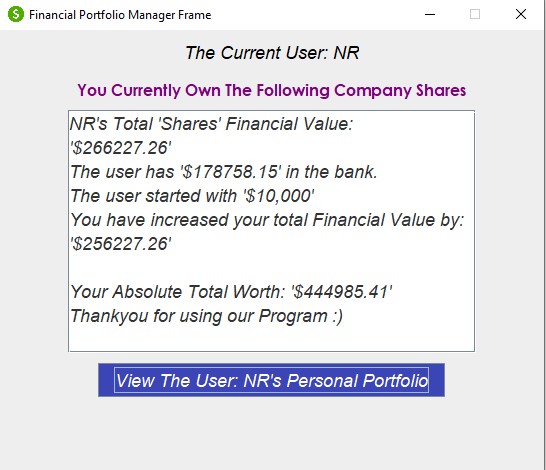 Financial Portfolio Manager Frame
The Current User: NR
You Currently Own The Following Company Shares
NR's Total 'Shares' Financial Value:
'$266227.26'
The user has '$178758.15' in the bank.
The user started with '$10,000'
You have increased your total Financial Value by:
'$256227.26'
Your Absolute Total Worth: '$444985.41'
Thankyou for using our Program :)
View The User: NR's Personal Portfolio